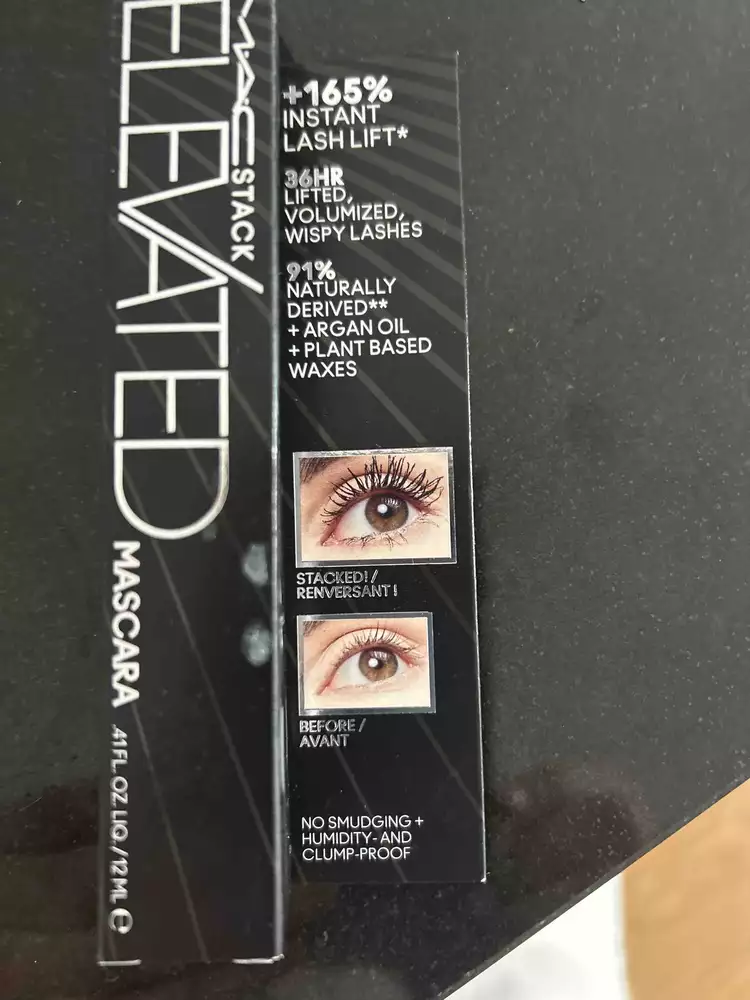 MAC STACK
ELEVATED
MASCARA
.41 FL. OZ LIQ. / 12 ML ℮
+165%
INSTANT
LASH LIFT*
36HR
LIFTED,
VOLUMIZED,
WISPY LASHES
91%
NATURALLY
DERIVED**
+ ARGAN OIL
+ PLANT BASED
WAXES
STACKED! /
RENVERSANT !
BEFORE /
AVANT
NO SMUDGING +
HUMIDITY- AND
CLUMP-PROOF